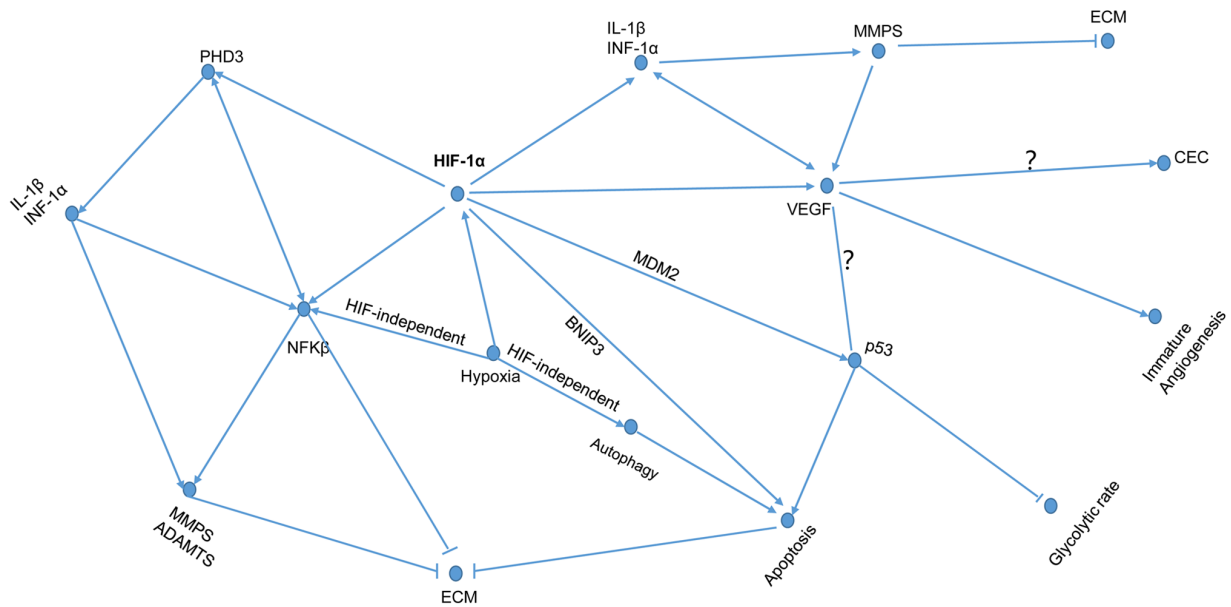 ECM
IL-1β
INF-1α
MMPS
PHD3
HIF-1α
?
CEC
IL-1β
INF-1α
VEGF
?
MDM2
HIF-independent
BNIP3
NFKβ
HIF-independent
Hypoxia
p53
Immature
Angiogenesis
Autophagy
MMPS
ADAMTS
Apoptosis
Glycolytic rate
ECM